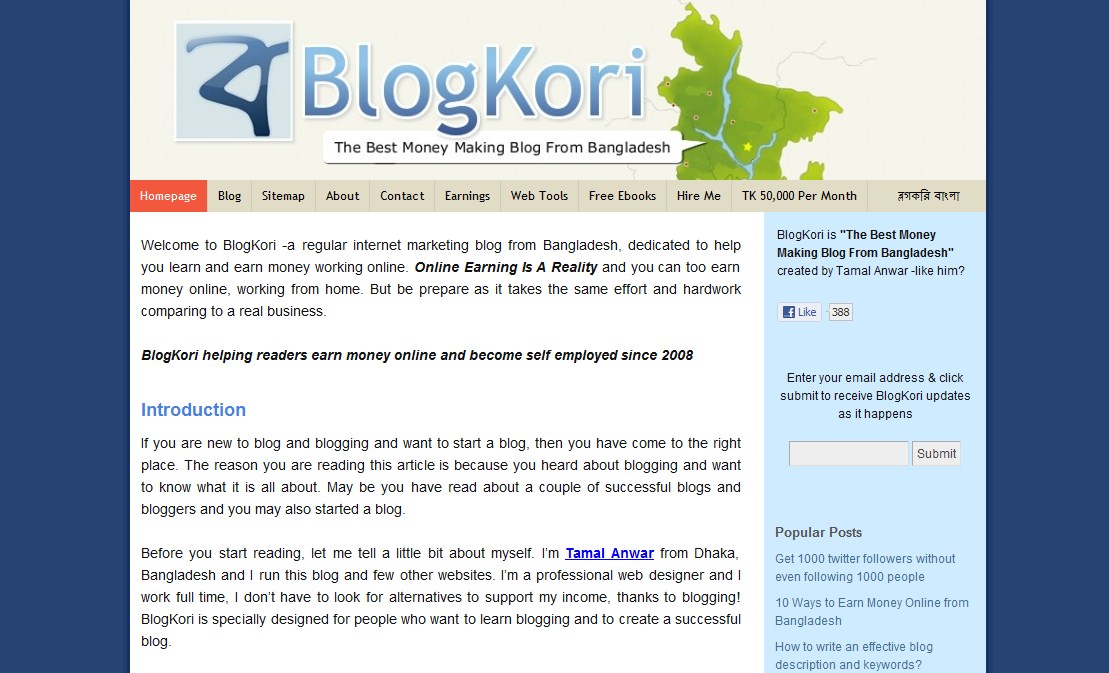 ব
BlogKori
The Best Money Making Blog From Bangladesh
Homepage Blog Sitemap About Contact Earnings Web Tools Free Ebooks Hire Me TK 50,000 Per Month ব্লগকরি বাংলা
Welcome to BlogKori -a regular internet marketing blog from Bangladesh, dedicated to help
you learn and earn money working online. Online Earning Is A Reality and you can too earn
money online, working from home. But be prepare as it takes the same effort and hardwork
comparing to a real business.
BlogKori helping readers earn money online and become self employed since 2008
Introduction
If you are new to blog and blogging and want to start a blog, then you have come to the right
place. The reason you are reading this article is because you heard about blogging and want
to know what it is all about. May be you have read about a couple of successful blogs and
bloggers and you may also started a blog.
Before you start reading, let me tell a little bit about myself. I'm Tamal Anwar from Dhaka,
Bangladesh and I run this blog and few other websites. I'm a professional web designer and I
work full time, I don't have to look for alternatives to support my income, thanks to blogging!
BlogKori is specially designed for people who want to learn blogging and to create a successful
blog.
BlogKori is "The Best Money
Making Blog From Bangladesh"
created by Tamal Anwar -like him?
Like 388
Enter your email address & click
submit to receive BlogKori updates
as it happens
Submit
Popular Posts
Get 1000 twitter followers without
even following 1000 people
10 Ways to Earn Money Online from
Bangladesh
How to write an effective blog
description and keywords?